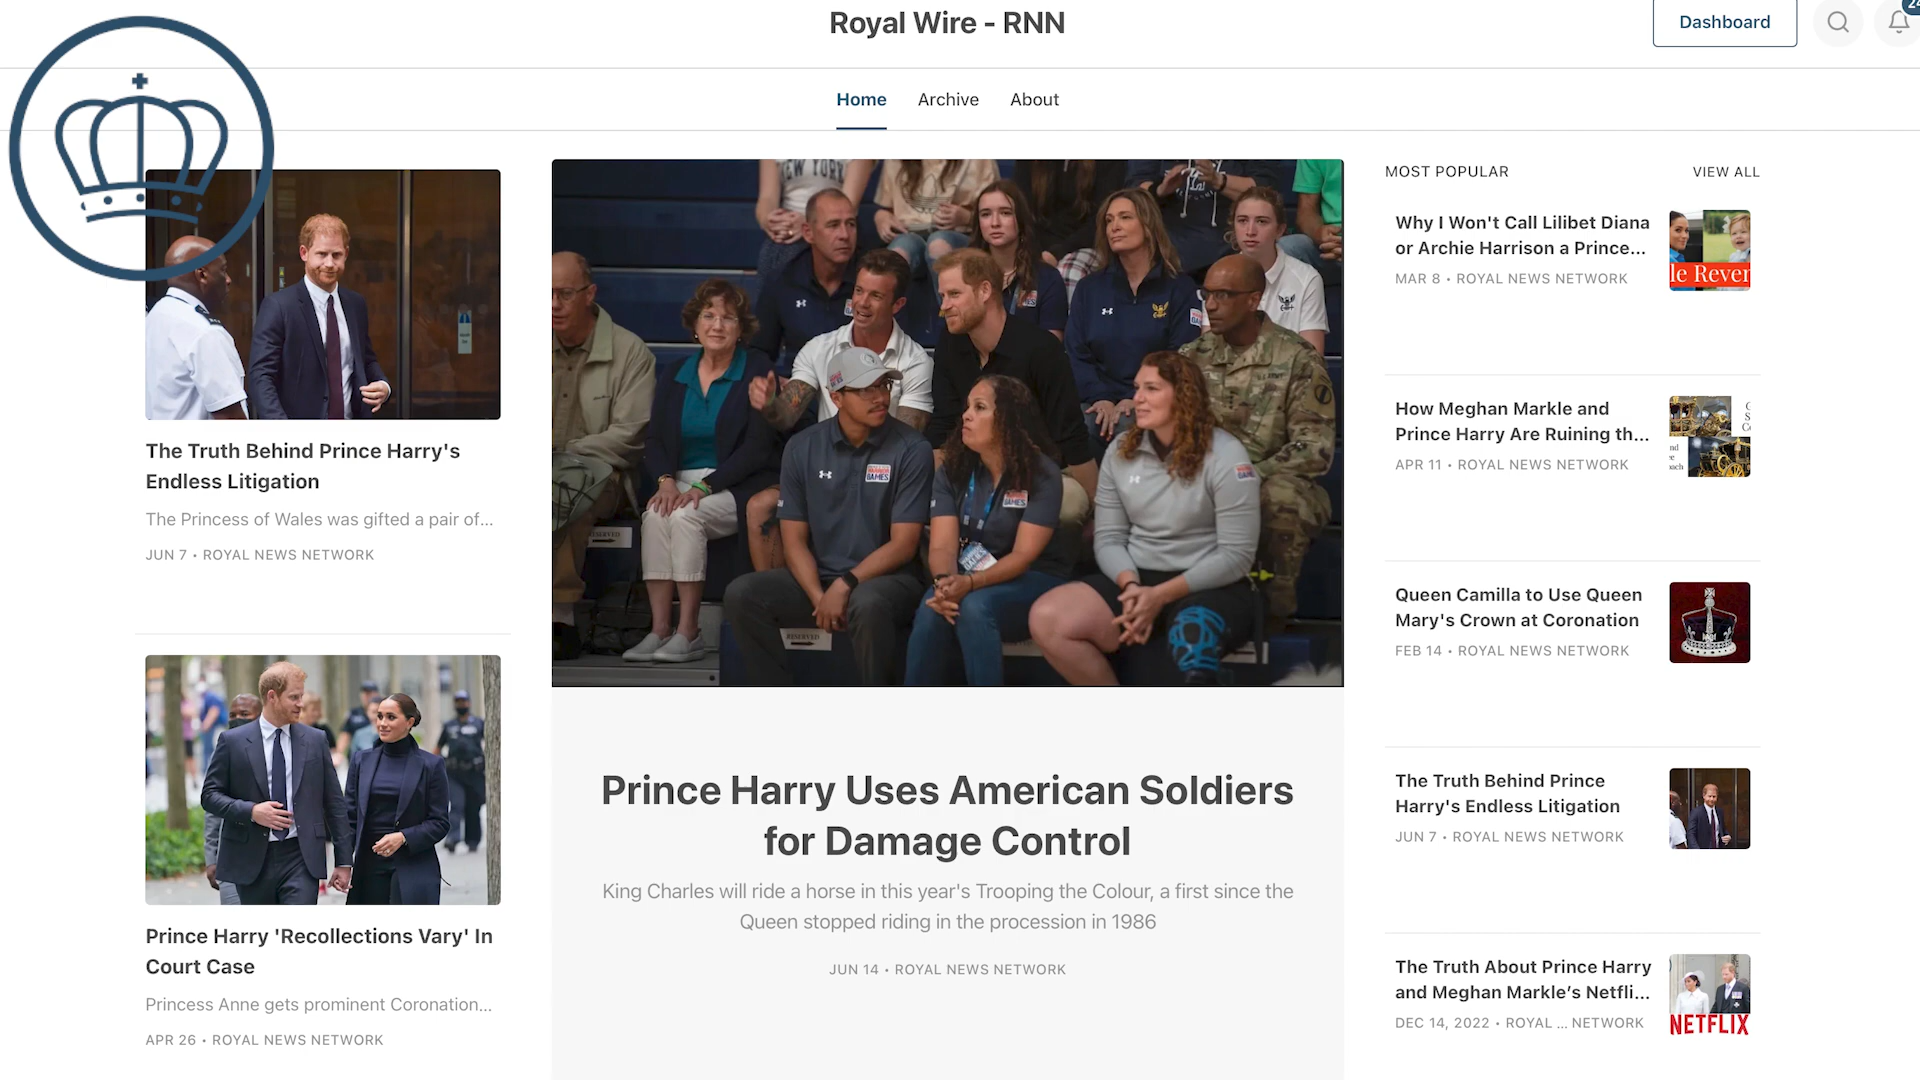 Royal Wire - RNN
Dashboard
Home
Archive
About
The Truth Behind Prince Harry's
Endless Litigation
The Princess of Wales was gifted a pair of...
JUN 7 • ROYAL NEWS NETWORK
Prince Harry 'Recollections Vary' In
Court Case
Princess Anne gets prominent Coronation...
APR 26 • ROYAL NEWS NETWORK
NEW YORK
RESERVED
RESERVED
GAMES
GAMES
Prince Harry Uses American Soldiers
for Damage Control
King Charles will ride a horse in this year's Trooping the Colour, a first since the
Queen stopped riding in the procession in 1986
JUN 14 • ROYAL NEWS NETWORK
MOST POPULAR
VIEW ALL
Why I Won't Call Lilibet Diana
or Archie Harrison a Prince...
MAR 8 • ROYAL NEWS NETWORK
le Rever
How Meghan Markle and
Prince Harry Are Ruining th...
APR 11 • ROYAL NEWS NETWORK
Queen Camilla to Use Queen
Mary's Crown at Coronation
FEB 14 • ROYAL NEWS NETWORK
The Truth Behind Prince
Harry's Endless Litigation
JUN 7 • ROYAL NEWS NETWORK
The Truth About Prince Harry
and Meghan Markle’s Netfli...
DEC 14, 2022 • ROYAL ... NETWORK
NETFLIX